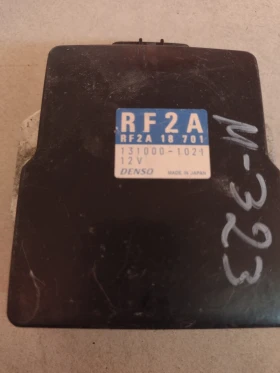 RF2A
RF2A 18 701
131000-1021
12V
DENSO MADE IN JAPAN
M-323